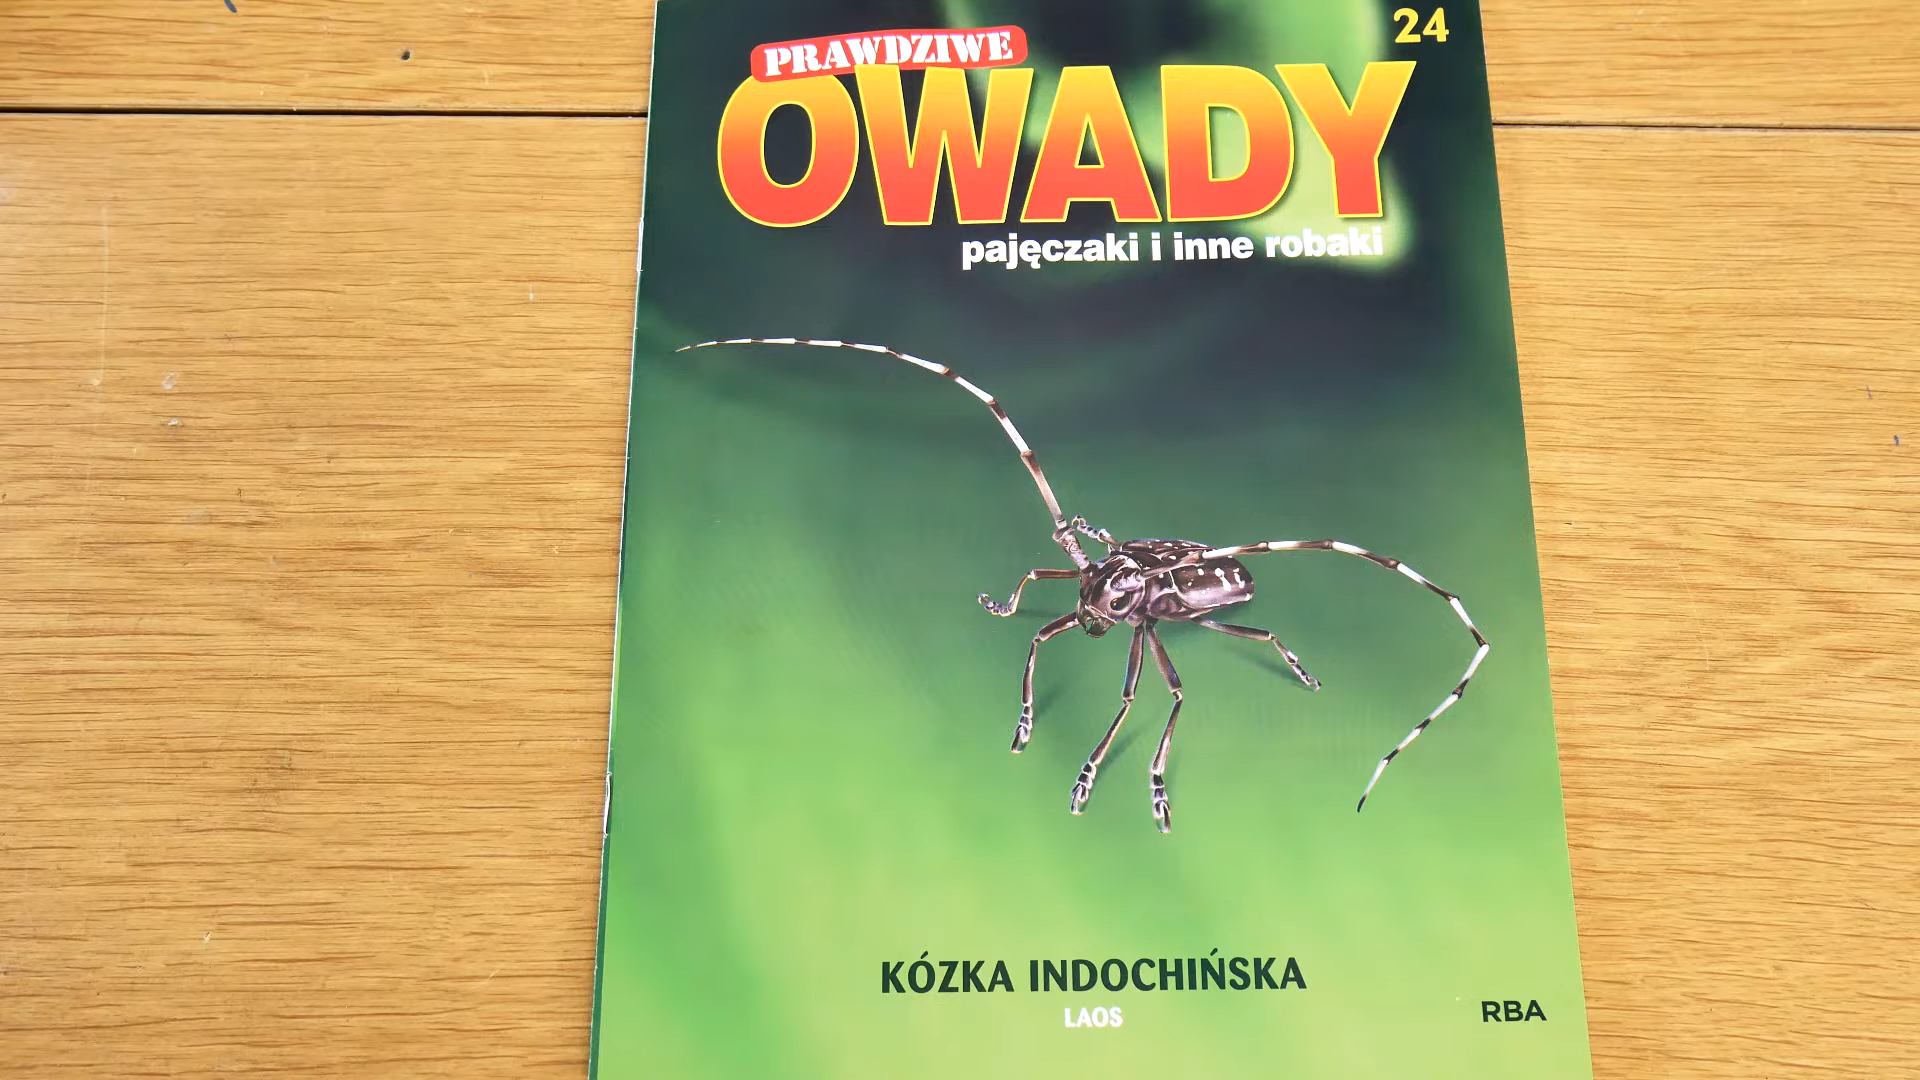 24
PRAWDZIWE
OWADY
pajęczaki i inne robaki
KÓZKA INDOCHIŃSKA
LAOS
RBA